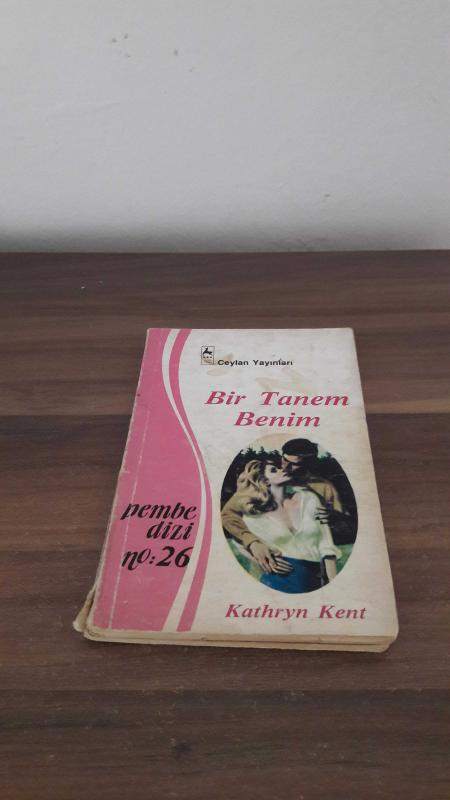 Ceylan Yayınları
Bir Tanem
Benim
pembe
dizi
no: 26
Kathryn Kent